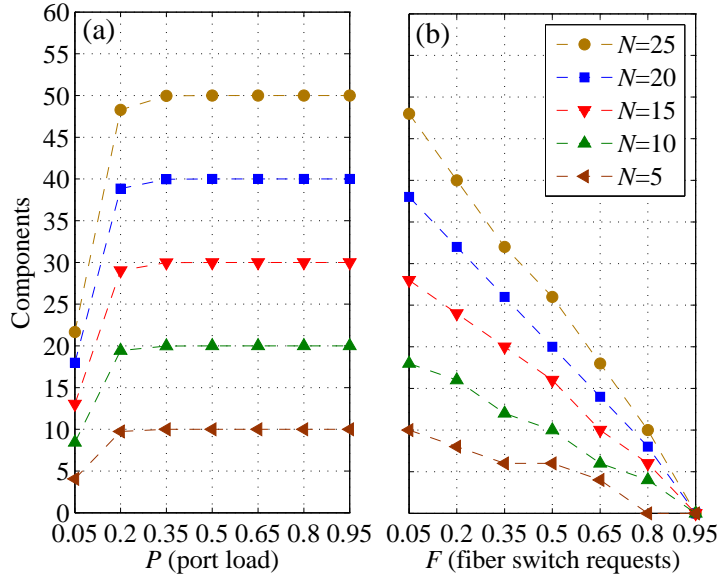 (a)
(b)
N=25
N=20
N=15
N=10
N=5
Components
60
55
50
45
40
35
30
25
20
15
10
5
0
0.05 0.2 0.35 0.5 0.65 0.8 0.95
0.05 0.2 0.35 0.5 0.65 0.8 0.95
P (port load)
F (fiber switch requests)